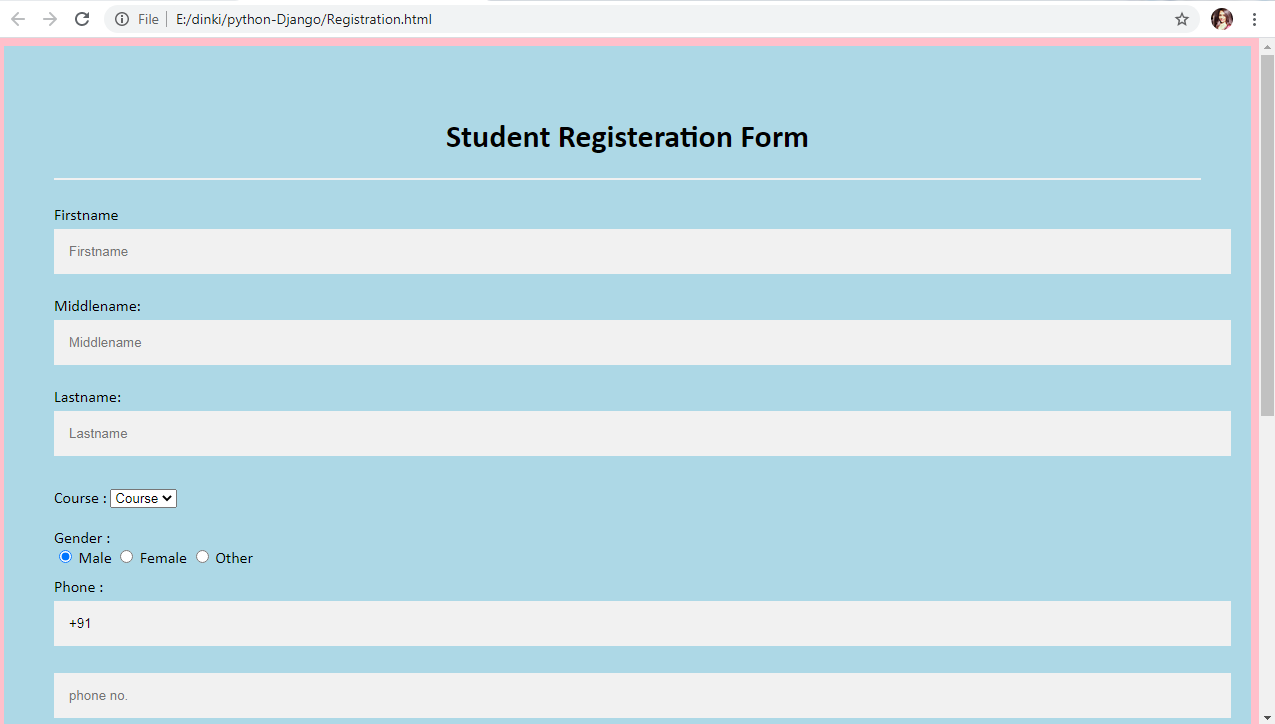 File | E:/dinki/python-Django/Registration.html
Student Registeration Form
Firstname
Firstname
Middlename:
Middlename
Lastname:
Lastname
Course : Course
Gender :
Male Female Other
Phone :
+91
phone no.